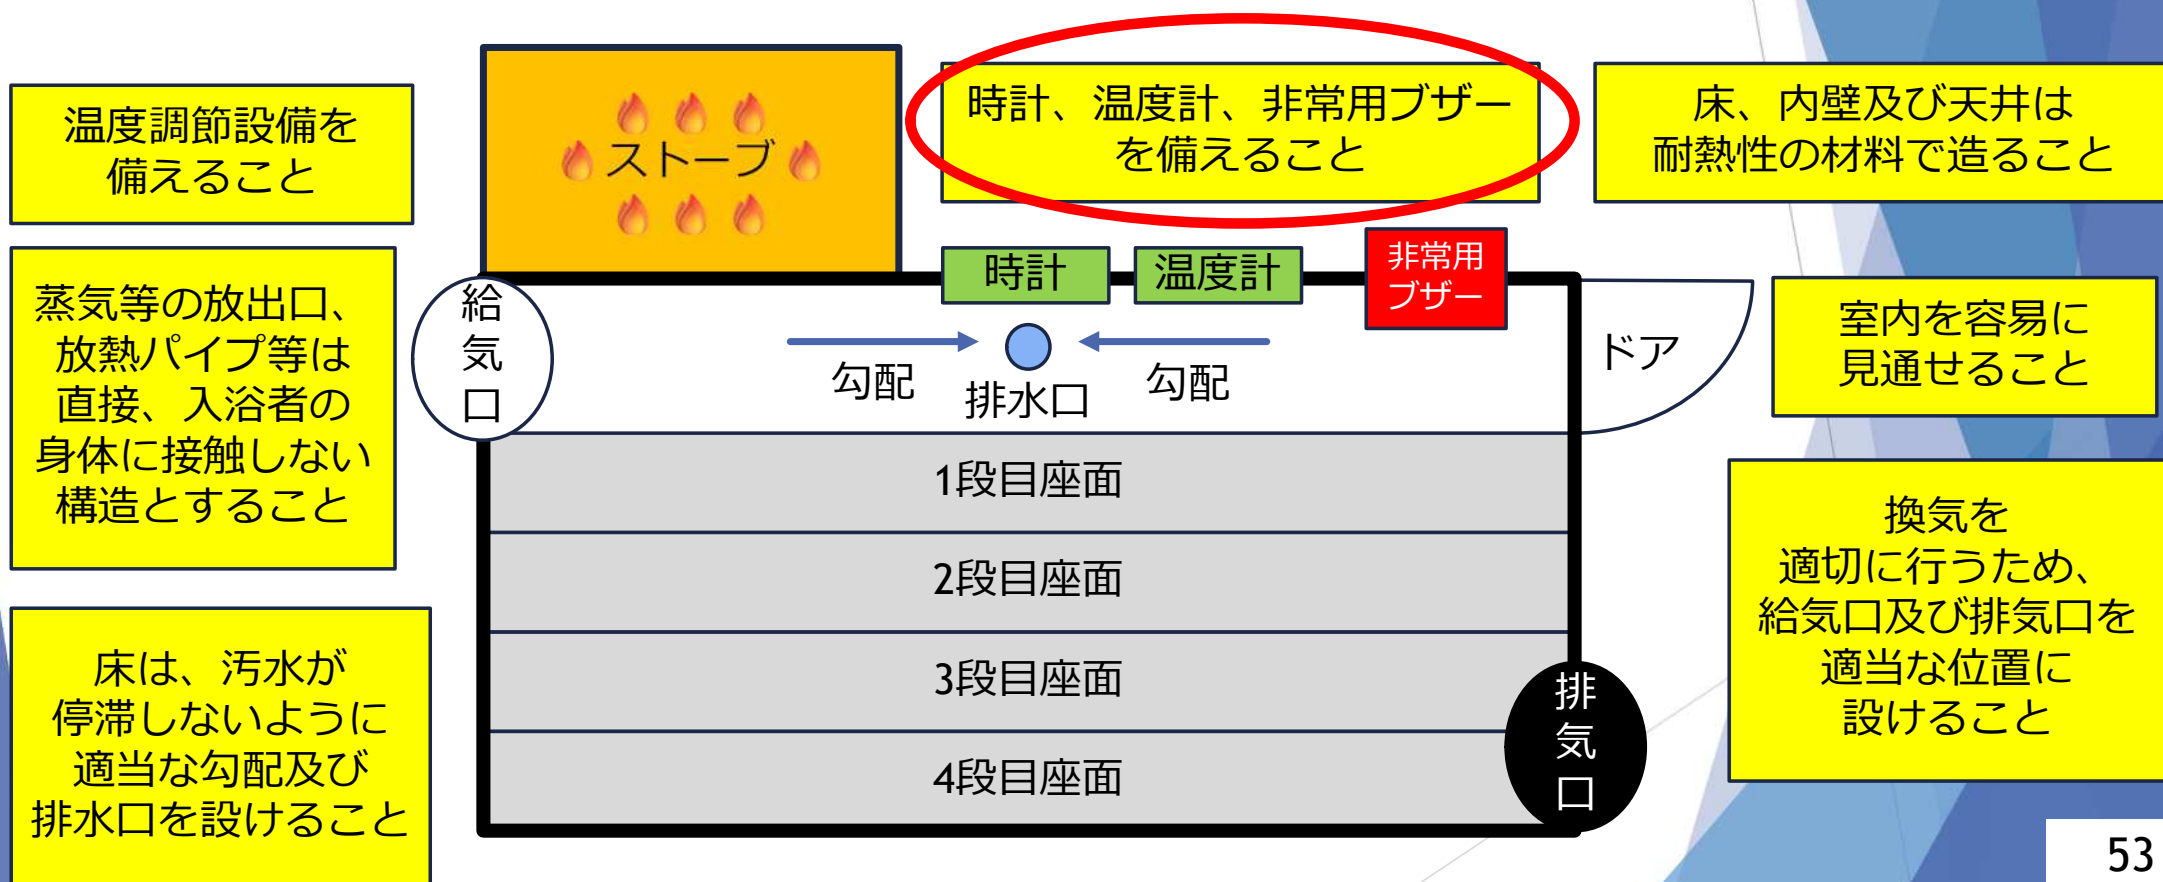 温度調節設備を
備えること
ストーブ
時計、温度計、非常用ブザー
を備えること
床、内壁及び天井は
耐熱性の材料で造ること
蒸気等の放出口、
放熱パイプ等は
直接、入浴者の
身体に接触しない
構造とすること
給
気
口
時計
温度計
非常用
ブザー
勾配
排水口
勾配
ドア
室内を容易に
見通せること
1段目座面
2段目座面
3段目座面
4段目座面
換気を
適切に行うため、
給気口及び排気口を
適当な位置に
設けること
床は、汚水が
停滞しないように
適当な勾配及び
排水口を設けること
排
気
口
53